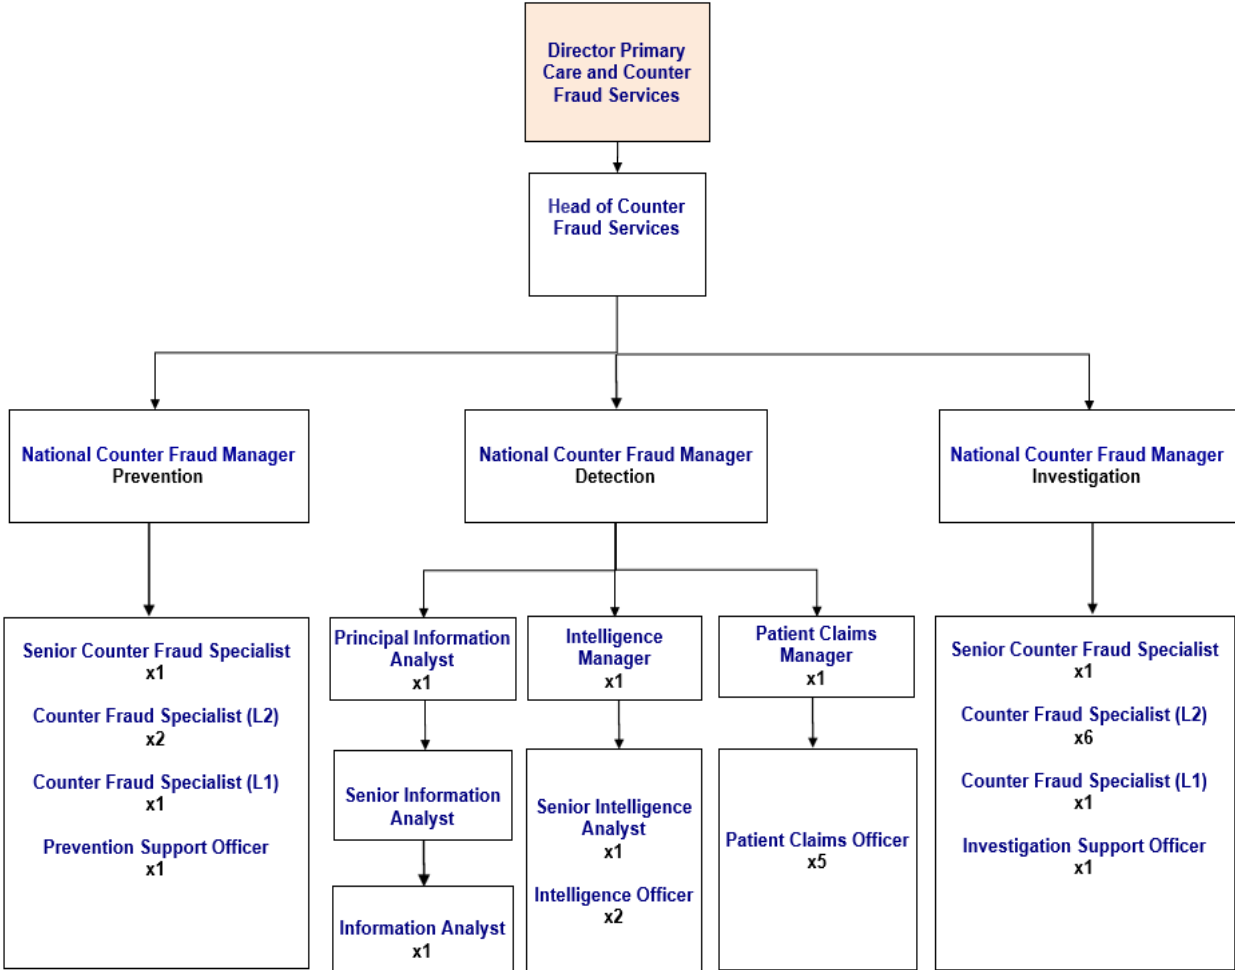 Director Primary
Care and Counter
Fraud Services
Head of Counter
Fraud Services
National Counter Fraud Manager
Prevention
National Counter Fraud Manager
Detection
National Counter Fraud Manager
Investigation
Senior Counter Fraud Specialist
x1
Counter Fraud Specialist (L2)
x2
Counter Fraud Specialist (L1)
x1
Prevention Support Officer
x1
Principal Information
Analyst
x1
Senior Information
Analyst
Information Analyst
x1
Intelligence
Manager
x1
Senior Intelligence
Analyst
x1
Intelligence Officer
x2
Patient Claims
Manager
x1
Patient Claims Officer
x5
Senior Counter Fraud Specialist
x1
Counter Fraud Specialist (L2)
x6
Counter Fraud Specialist (L1)
x1
Investigation Support Officer
x1